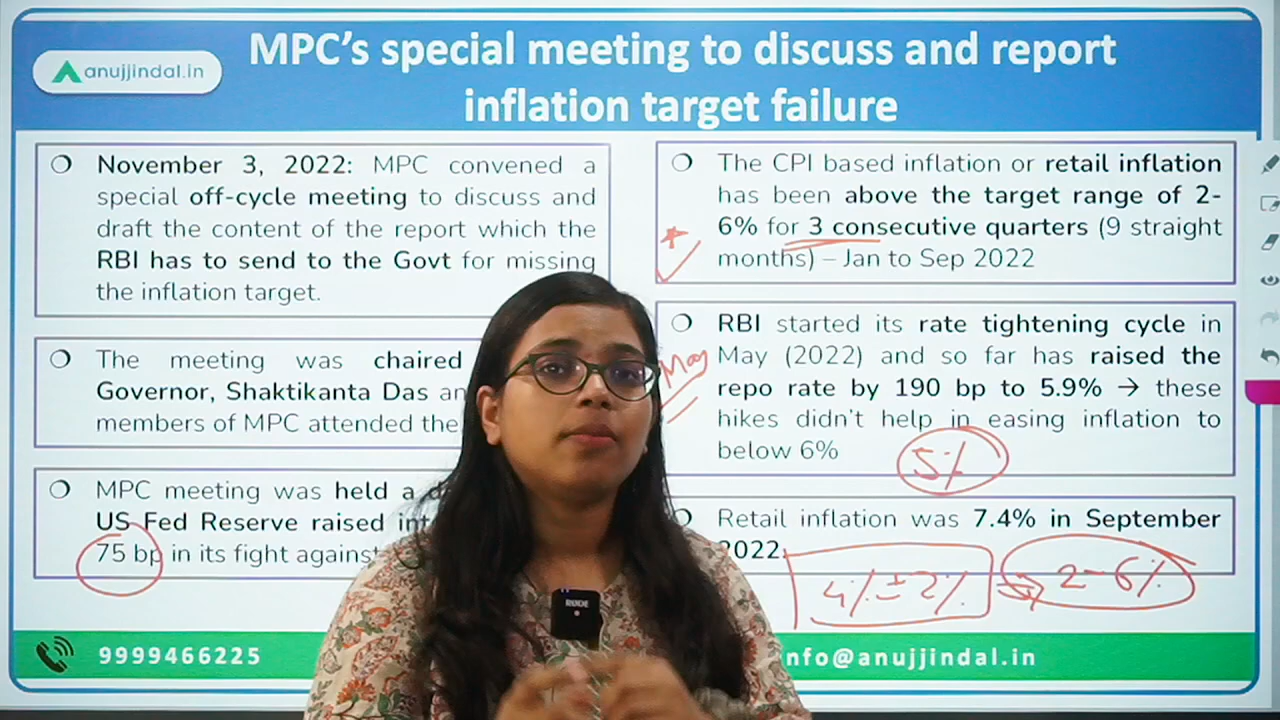 MPC's special meeting to discuss and report
inflation target failure
anujjindal.in
November 3, 2022: MPC convened a
special off-cycle meeting to discuss and
draft the content of the report which the
RBI has to send to the Govt for missing
the inflation target.
The meeting was chaired
Governor, Shaktikanta Das
members of MPC attended the
MPC meeting was held a
US Fed Reserve raised
75 bp in its fight against
The CPI based inflation or retail inflation
has been above the target range of 2-
6% for 3 consecutive quarters (9 straight
months) – Jan to Sep 2022
RBI started its rate tightening cycle in
May (2022) and so far has raised the
repo rate by 190 bp to 5.9% → these
hikes didn't help in easing inflation to
below 6%
May
5%
Retail inflation was 7.4% in September
2022.
4% ± 2% ⇒ 2-6%
9999466225
nfo@anujjindal.in